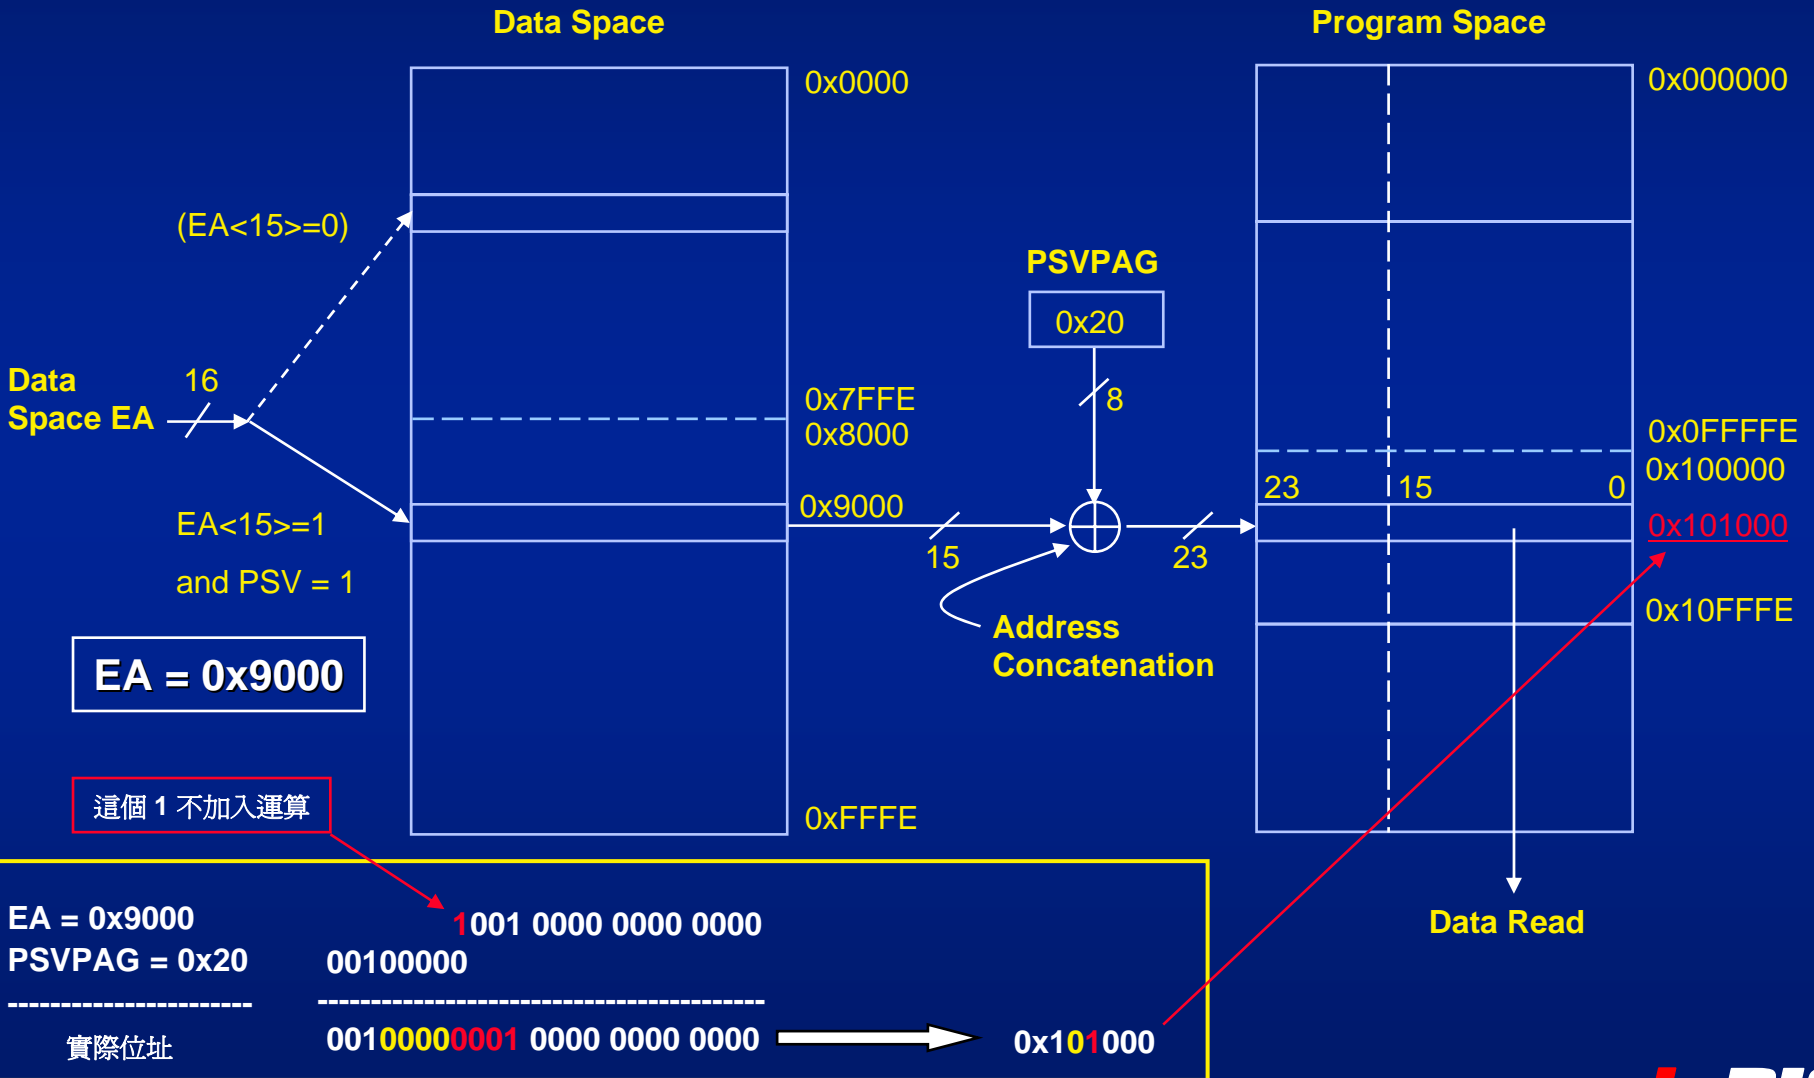 Data Space
Program Space
0x0000
0x000000
(EA<15>=0)
PSVPAG
0x20
Data
Space EA
16
8
0x7FFE
0x8000
0x0FFFFE
0x100000
23
15
0
0x9000
EA<15>=1
and PSV = 1
15
23
0x101000
0x10FFFE
Address
Concatenation
EA = 0x9000
這個 1 不加入運算
0xFFFE
EA = 0x9000
1001 0000 0000 0000
PSVPAG = 0x20
00100000
-----------------------
------------------------------------------
實際位址
00100000001 0000 0000 0000
0x101000
Data Read